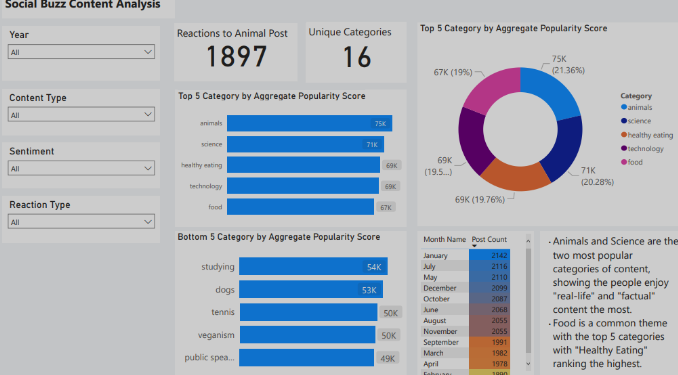 Social Buzz Content Analysis
Year
All
Content Type
All
Sentiment
All
Reaction Type
All
Reactions to Animal Post
1897
Unique Categories
16
Top 5 Category by Aggregate Popularity Score
animals 75K
science 71K
healthy eating 69K
technology 69K
food 67K
Bottom 5 Category by Aggregate Popularity Score
studying 54K
dogs 53K
tennis 50K
veganism 50K
public spea... 49K
Top 5 Category by Aggregate Popularity Score
75K
(21.36%)
67K (19%)
69K
(19.5...)
69K (19.76%)
71K
(20.28%)
Category
animals
science
healthy eating
technology
food
Month Name Post Count
January 2142
July 2116
May 2110
December 2099
October 2087
June 2068
August 2055
November 2055
September 1991
March 1982
April 1978
February 1890
· Animals and Science are the
two most popular
categories of content,
showing the people enjoy
"real-life" and "factual"
content the most.
· Food is a common theme
with the top 5 categories
with "Healthy Eating"
ranking the highest.